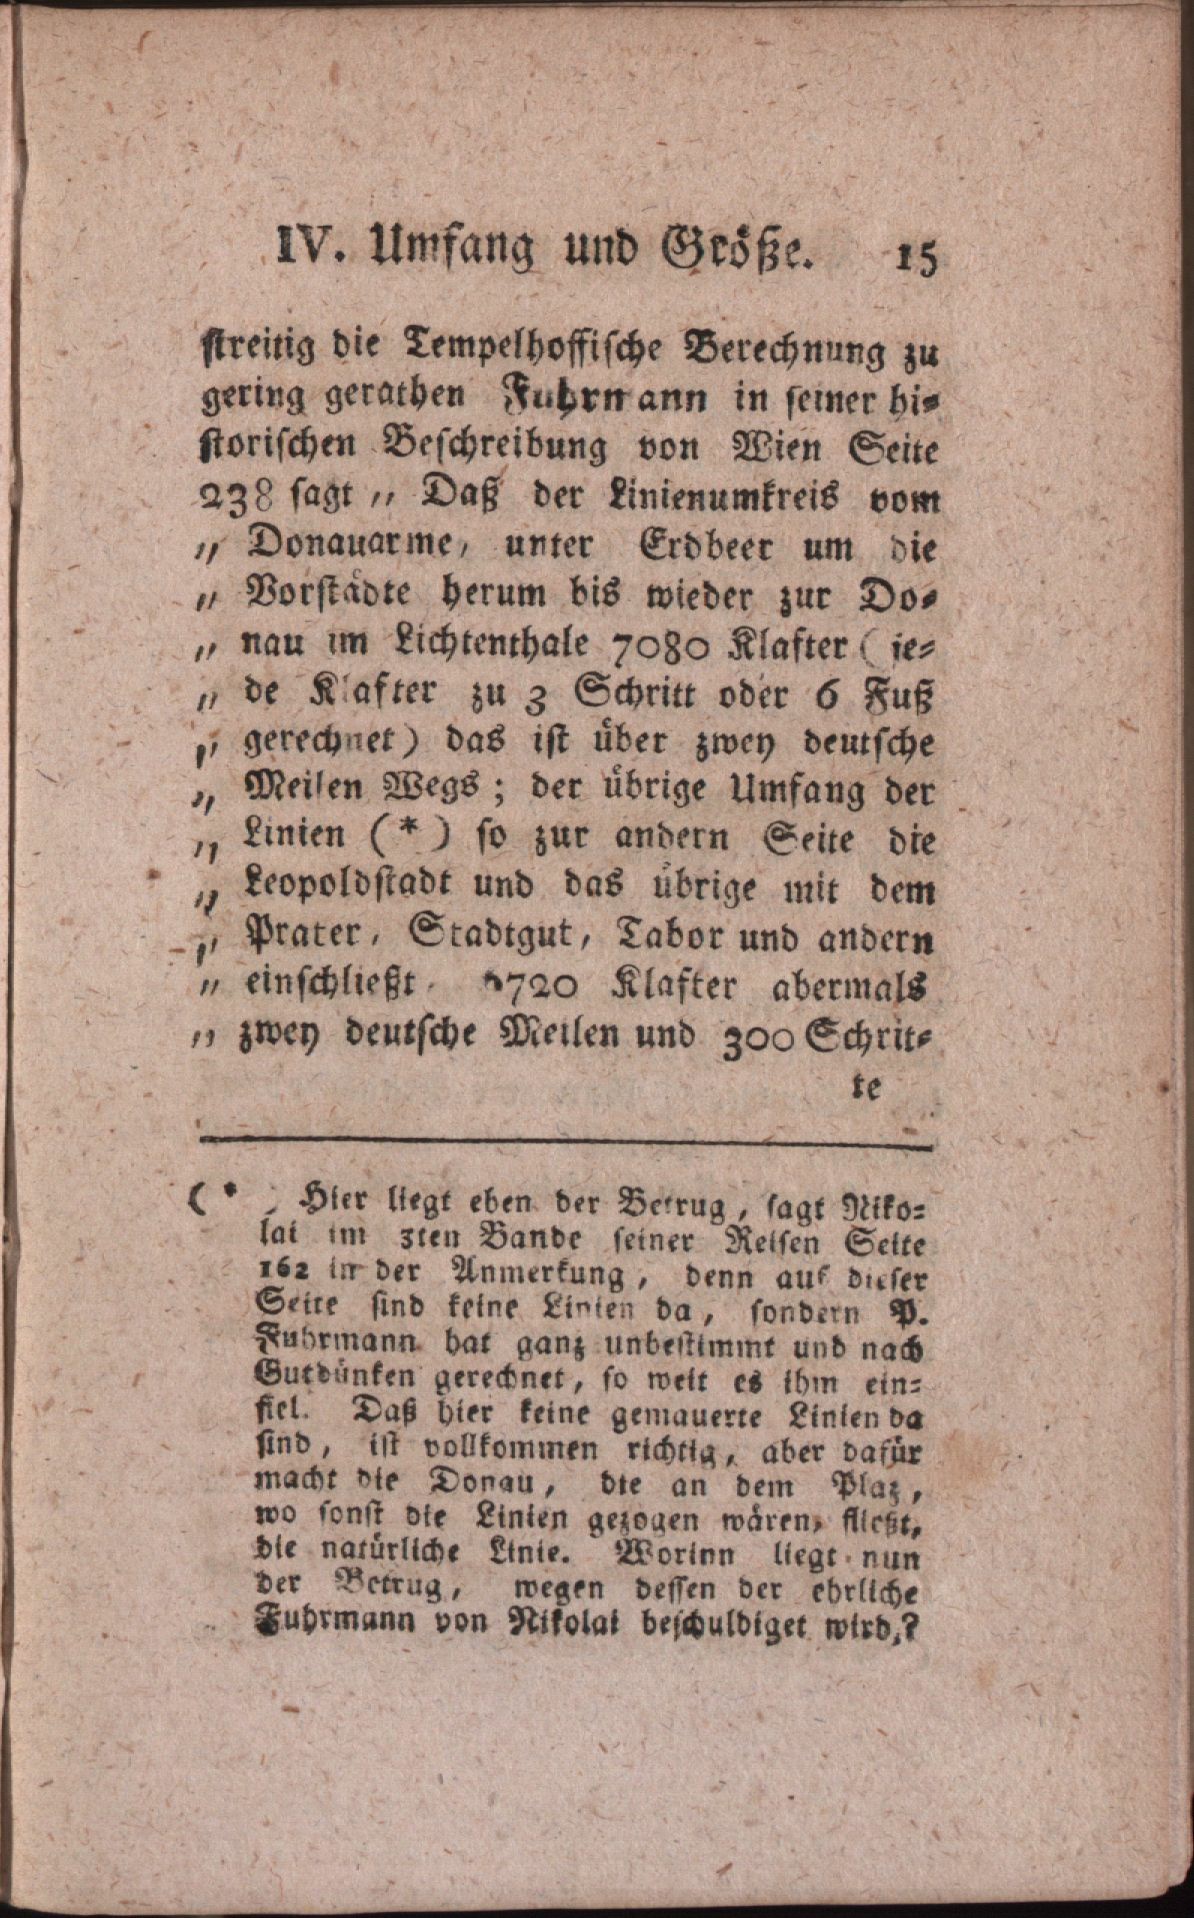 IV. Umfang und Größe. 15
streitig die Tempelhoffische Berechnung zu
gering gerathen Fuhrmann in seiner hi-
storischen Beschreibung von Wien Seite
238 sagt „ Daß der Linienumkreis vom
„ Donauarme, unter Erdbeer um die
„ Vorstädte herum bis wieder zur Do-
„ nau im Lichtenthale 7080 Klafter (je-
„ de Klafter zu 3 Schritt oder 6 Fuß
„ gerechnet) das ist über zwey deutsche
„ Meilen Wegs; der übrige Umfang der
„ Linien (*) so zur andern Seite die
„ Leopoldstadt und das übrige mit dem
„ Prater, Stadtgut, Tabor und andern
„ einschließt Klafter abermals
„ zwey deutsche Meilen und 300 Schrit-
te
(* Hier liegt eben der Betrug, sagt Niko-
lai im 3ten Bande seiner Reisen Seite
162 in der Anmerkung, denn auf dieser
Seite sind keine Linien da, sondern P.
Fuhrmann hat ganz unbestimmt und nach
Gutdünken gerechnet, so weit es ihm ein-
fiel. Daß hier keine gemauerte Linien da
sind, ist vollkommen richtig, aber dafür
macht die Donau, die an dem Plaz,
wo sonst die Linien gezogen wären, fließt,
die natürliche Linie. Worinn liegt nun
der Betrug, wegen dessen der ehrliche
Fuhrmann von Nikolai beschuldiget wird,?